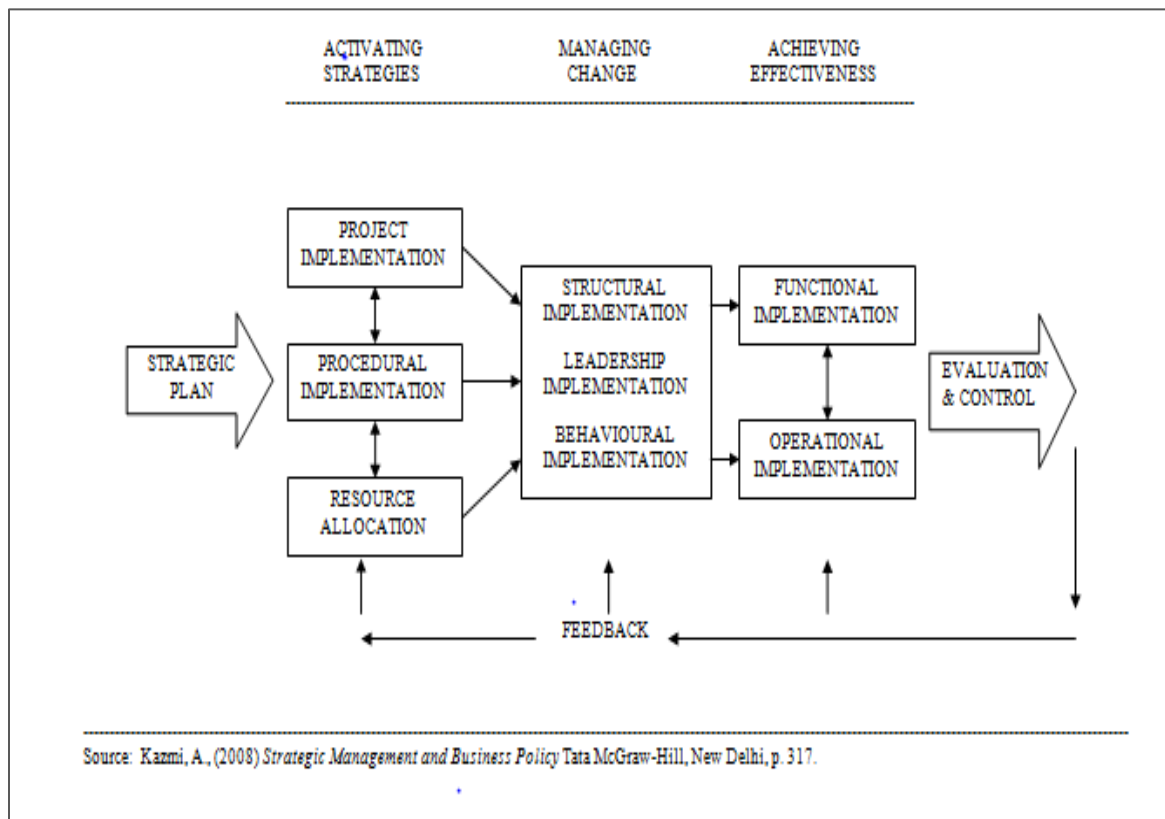 ACTIVATING
STRATEGIES
MANAGING
CHANGE
ACHIEVING
EFFECTIVENESS
STRATEGIC
PLAN
PROJECT
IMPLEMENTATION
PROCEDURAL
IMPLEMENTATION
RESOURCE
ALLOCATION
STRUCTURAL
IMPLEMENTATION
LEADERSHIP
IMPLEMENTATION
BEHAVIOURAL
IMPLEMENTATION
FUNCTIONAL
IMPLEMENTATION
OPERATIONAL
IMPLEMENTATION
EVALUATION
& CONTROL
FEEDBACK
Source: Kazmi, A., (2008) Strategic Management and Business Policy Tata McGraw-Hill, New Delhi, p. 317.